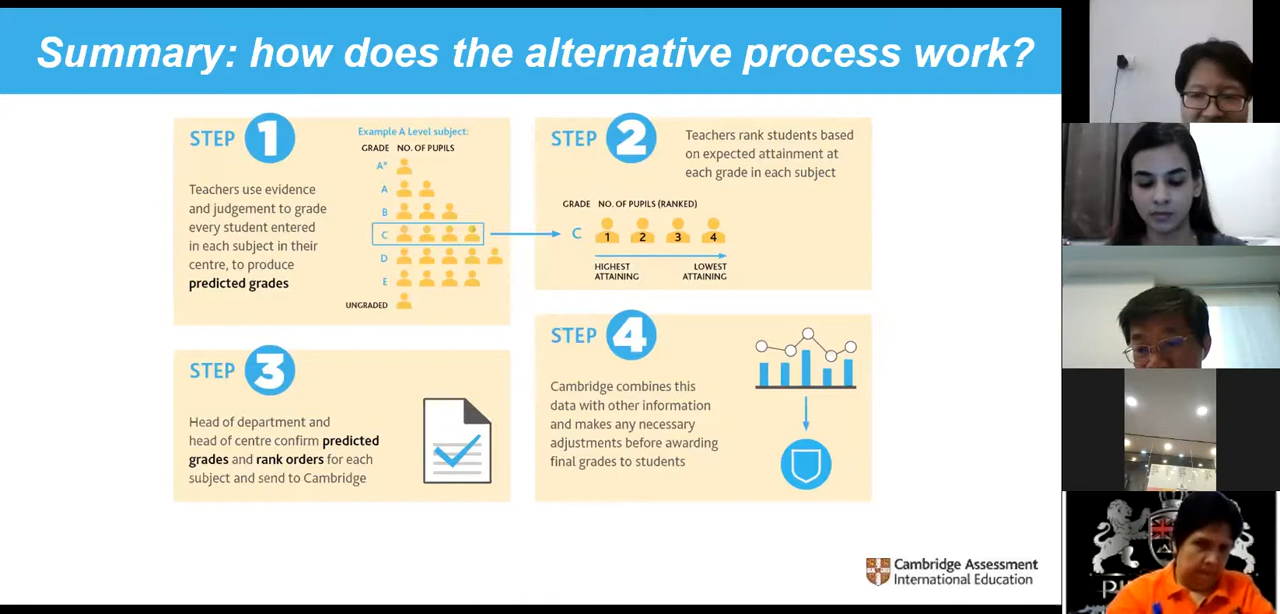 Summary: how does the alternative process work?
STEP 1
Teachers use evidence
and judgement to grade
every student entered
in each subject in their
centre, to produce
predicted grades
Example A Level subject:
GRADE NO. OF PUPILS
A*
A
B
C
D
E
UNGRADED
STEP 2
Teachers rank students based
on expected attainment at
each grade in each subject
GRADE NO. OF PUPILS (RANKED)
C 1 2 3 4
HIGHEST
ATTAINING
LOWEST
ATTAINING
STEP 3
Head of department and
head of centre confirm predicted
grades and rank orders for each
subject and send to Cambridge
STEP 4
Cambridge combines this
data with other information
and makes any necessary
adjustments before awarding
final grades to students
Cambridge Assessment
International Education